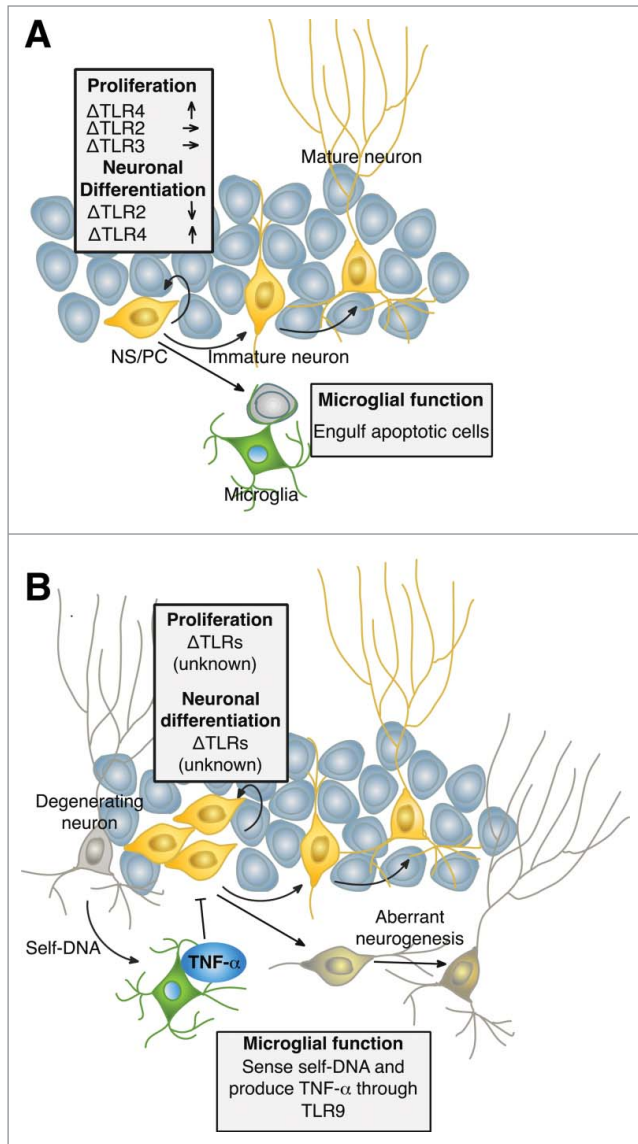 A
Proliferation
ΔTLR4 ↑
ΔTLR2 →
ΔTLR3 →
Neuronal
Differentiation
ΔTLR2 ↓
ΔTLR4 ↑
Mature neuron
NS/PC
Immature neuron
Microglial function
Engulf apoptotic cells
Microglia
B
Proliferation
ΔTLRs
(unknown)
Neuronal
differentiation
ΔTLRs
(unknown)
Degenerating
neuron
Self-DNA
TNF-α
Aberrant
neurogenesis
Microglial function
Sense self-DNA and
produce TNF-α through
TLR9